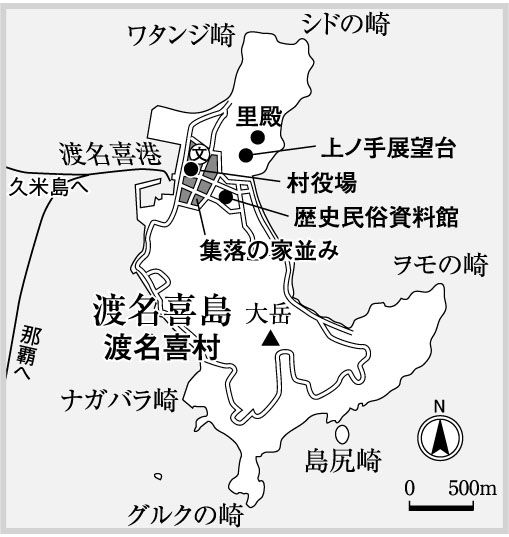 シドの崎
ワタンジ崎
里殿
文
上ノ手展望台
渡名喜港
村役場
久米島へ
歴史民俗資料館
集落の家並み
ヲモの崎
渡名喜島
大岳
渡名喜村
那覇へ
ナガバラ崎
N
島尻崎
0 500m
グルクの崎